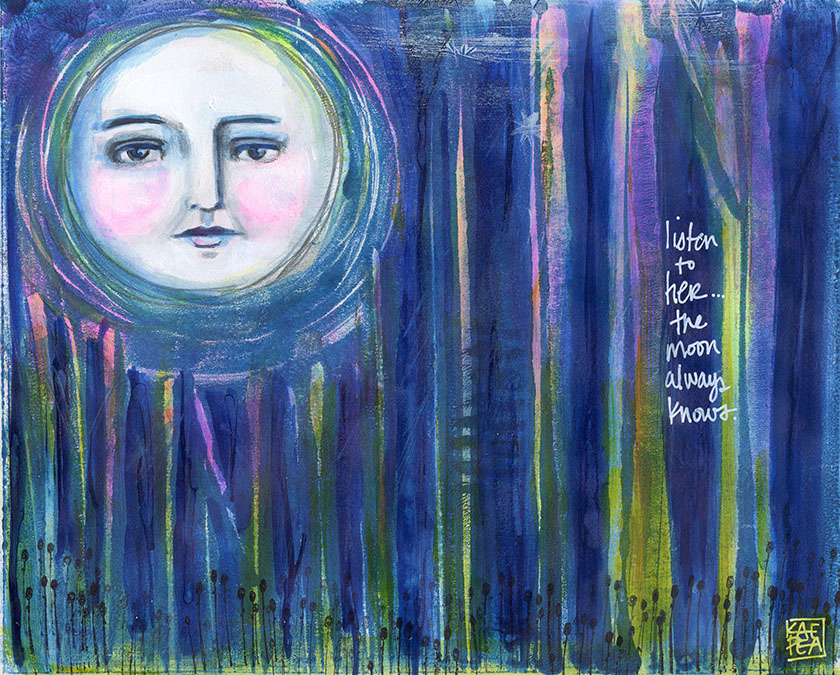 listen
to
her...
the
moon
always
knows.
KAE
PEA